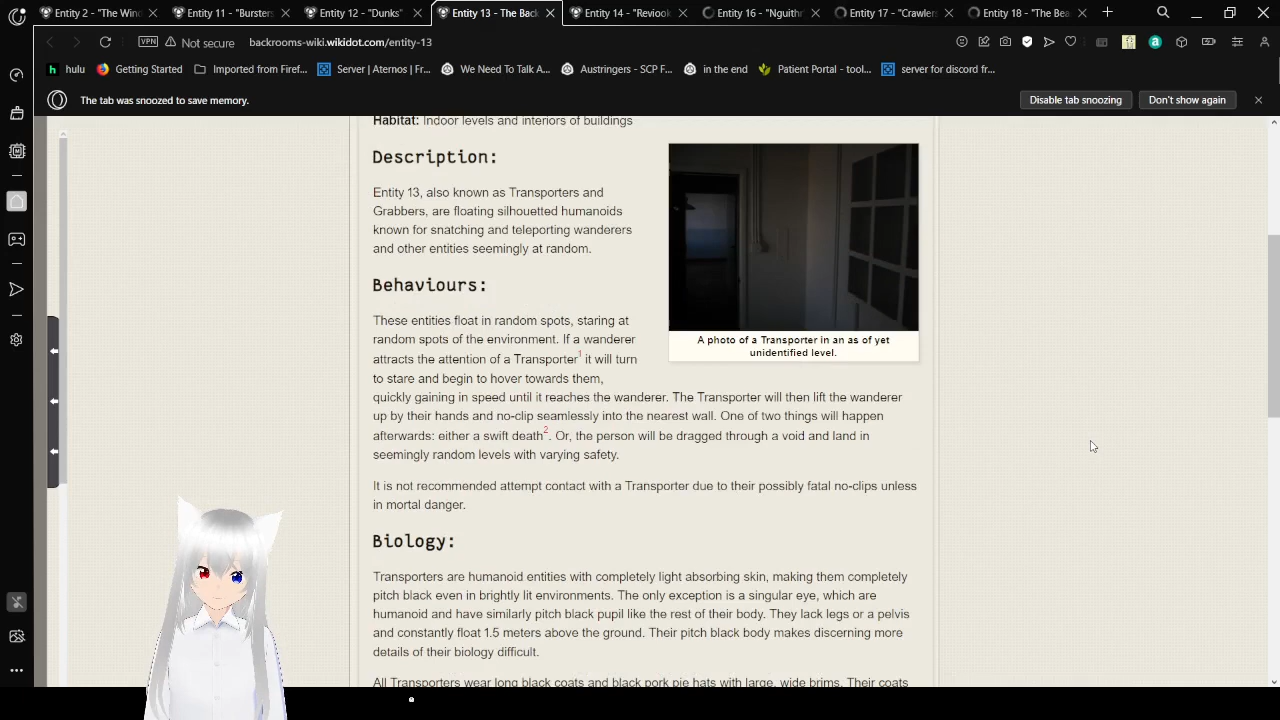 Entity 2 - "The Wind
Entity 11 - "Bursters
Entity 12 - "Dunks"
Entity 13 - The Back
Entity 14 - "Reviook
Entity 16 - "Nguithr
Entity 17 - "Crawlers
Entity 18 - "The Bea
VPN Not secure backrooms-wiki.wikidot.com/entity-13
hulu
Getting Started
Imported from Firef...
Server | Aternos | Fr...
We Need To Talk A...
Austringers - SCP F...
in the end
Patient Portal - tool...
server for discord fr...
The tab was snoozed to save memory.
Disable tab snoozing
Don't show again
Habitat: Indoor levels and interiors of buildings
Description:
Entity 13, also known as Transporters and
Grabbers, are floating silhouetted humanoids
known for snatching and teleporting wanderers
and other entities seemingly at random.
A photo of a Transporter in an as of yet
unidentified level.
Behaviours:
These entities float in random spots, staring at
random spots of the environment. If a wanderer
attracts the attention of a Transporter1 it will turn
to stare and begin to hover towards them,
quickly gaining in speed until it reaches the wanderer. The Transporter will then lift the wanderer
up by their hands and no-clip seamlessly into the nearest wall. One of two things will happen
afterwards: either a swift death2. Or, the person will be dragged through a void and land in
seemingly random levels with varying safety.
It is not recommended attempt contact with a Transporter due to their possibly fatal no-clips unless
in mortal danger.
Biology:
Transporters are humanoid entities with completely light absorbing skin, making them completely
pitch black even in brightly lit environments. The only exception is a singular eye, which are
humanoid and have similarly pitch black pupil like the rest of their body. They lack legs or a pelvis
and constantly float 1.5 meters above the ground. Their pitch black body makes discerning more
details of their biology difficult.
All Transporters wear long black coats and black pork pie hats with large, wide brims. Their coats